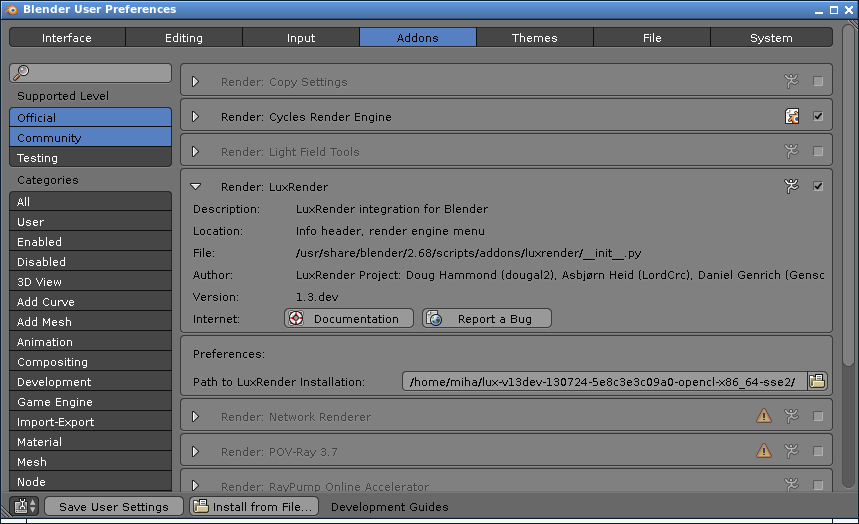 Blender User Preferences
Interface Editing Input Addons Themes File System
Supported Level
Official
Community
Testing
Categories
All
User
Enabled
Disabled
3D View
Add Curve
Add Mesh
Animation
Compositing
Development
Game Engine
Import-Export
Material
Mesh
Node
Render: Copy Settings
Render: Cycles Render Engine
Render: Light Field Tools
Render: LuxRender
Description: LuxRender integration for Blender
Location: Info header, render engine menu
File: /usr/share/blender/2.68/scripts/addons/luxrender/__init__.py
Author: LuxRender Project: Doug Hammond (dougal2), Asbjørn Heid (LordCrc), Daniel Genrich (Gensc
Version: 1.3.dev
Internet: Documentation Report a Bug
Preferences:
Path to LuxRender Installation: /home/miha/lux-v13dev-130724-5e8c3e3c09a0-opencl-x86_64-sse2/
Render: Network Renderer
Render: POV-Ray 3.7
Render: RayPump Online Accelerator
Save User Settings Install from File... Development Guides